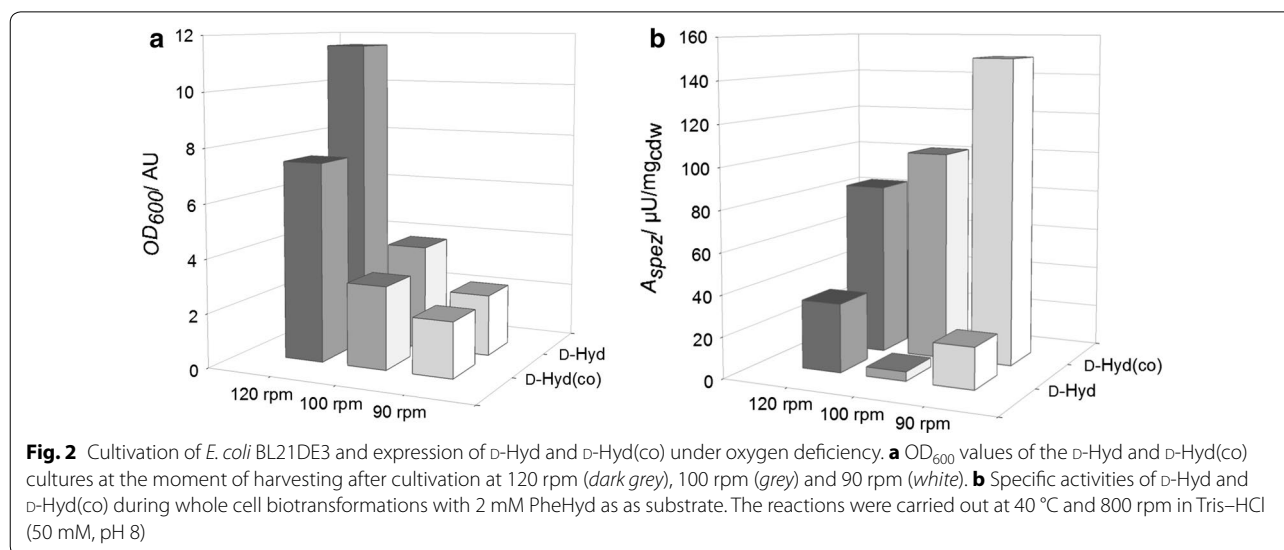 a
12
10
8
6
4
2
0
OD600/ AU
120 rpm
100 rpm
90 rpm
D-Hyd
D-Hyd(co)
b
160
140
120
100
80
60
40
20
0
Aspez/ µU/mgcdw
120 rpm
100 rpm
90 rpm
D-Hyd(co)
D-Hyd
Fig. 2 Cultivation of E. coli BL21DE3 and expression of D-Hyd and D-Hyd(co) under oxygen deficiency. a OD600 values of the D-Hyd and D-Hyd(co)
cultures at the moment of harvesting after cultivation at 120 rpm (dark grey), 100 rpm (grey) and 90 rpm (white). b Specific activities of D-Hyd and
D-Hyd(co) during whole cell biotransformations with 2 mM PheHyd as as substrate. The reactions were carried out at 40 °C and 800 rpm in Tris–HCl
(50 mM, pH 8)